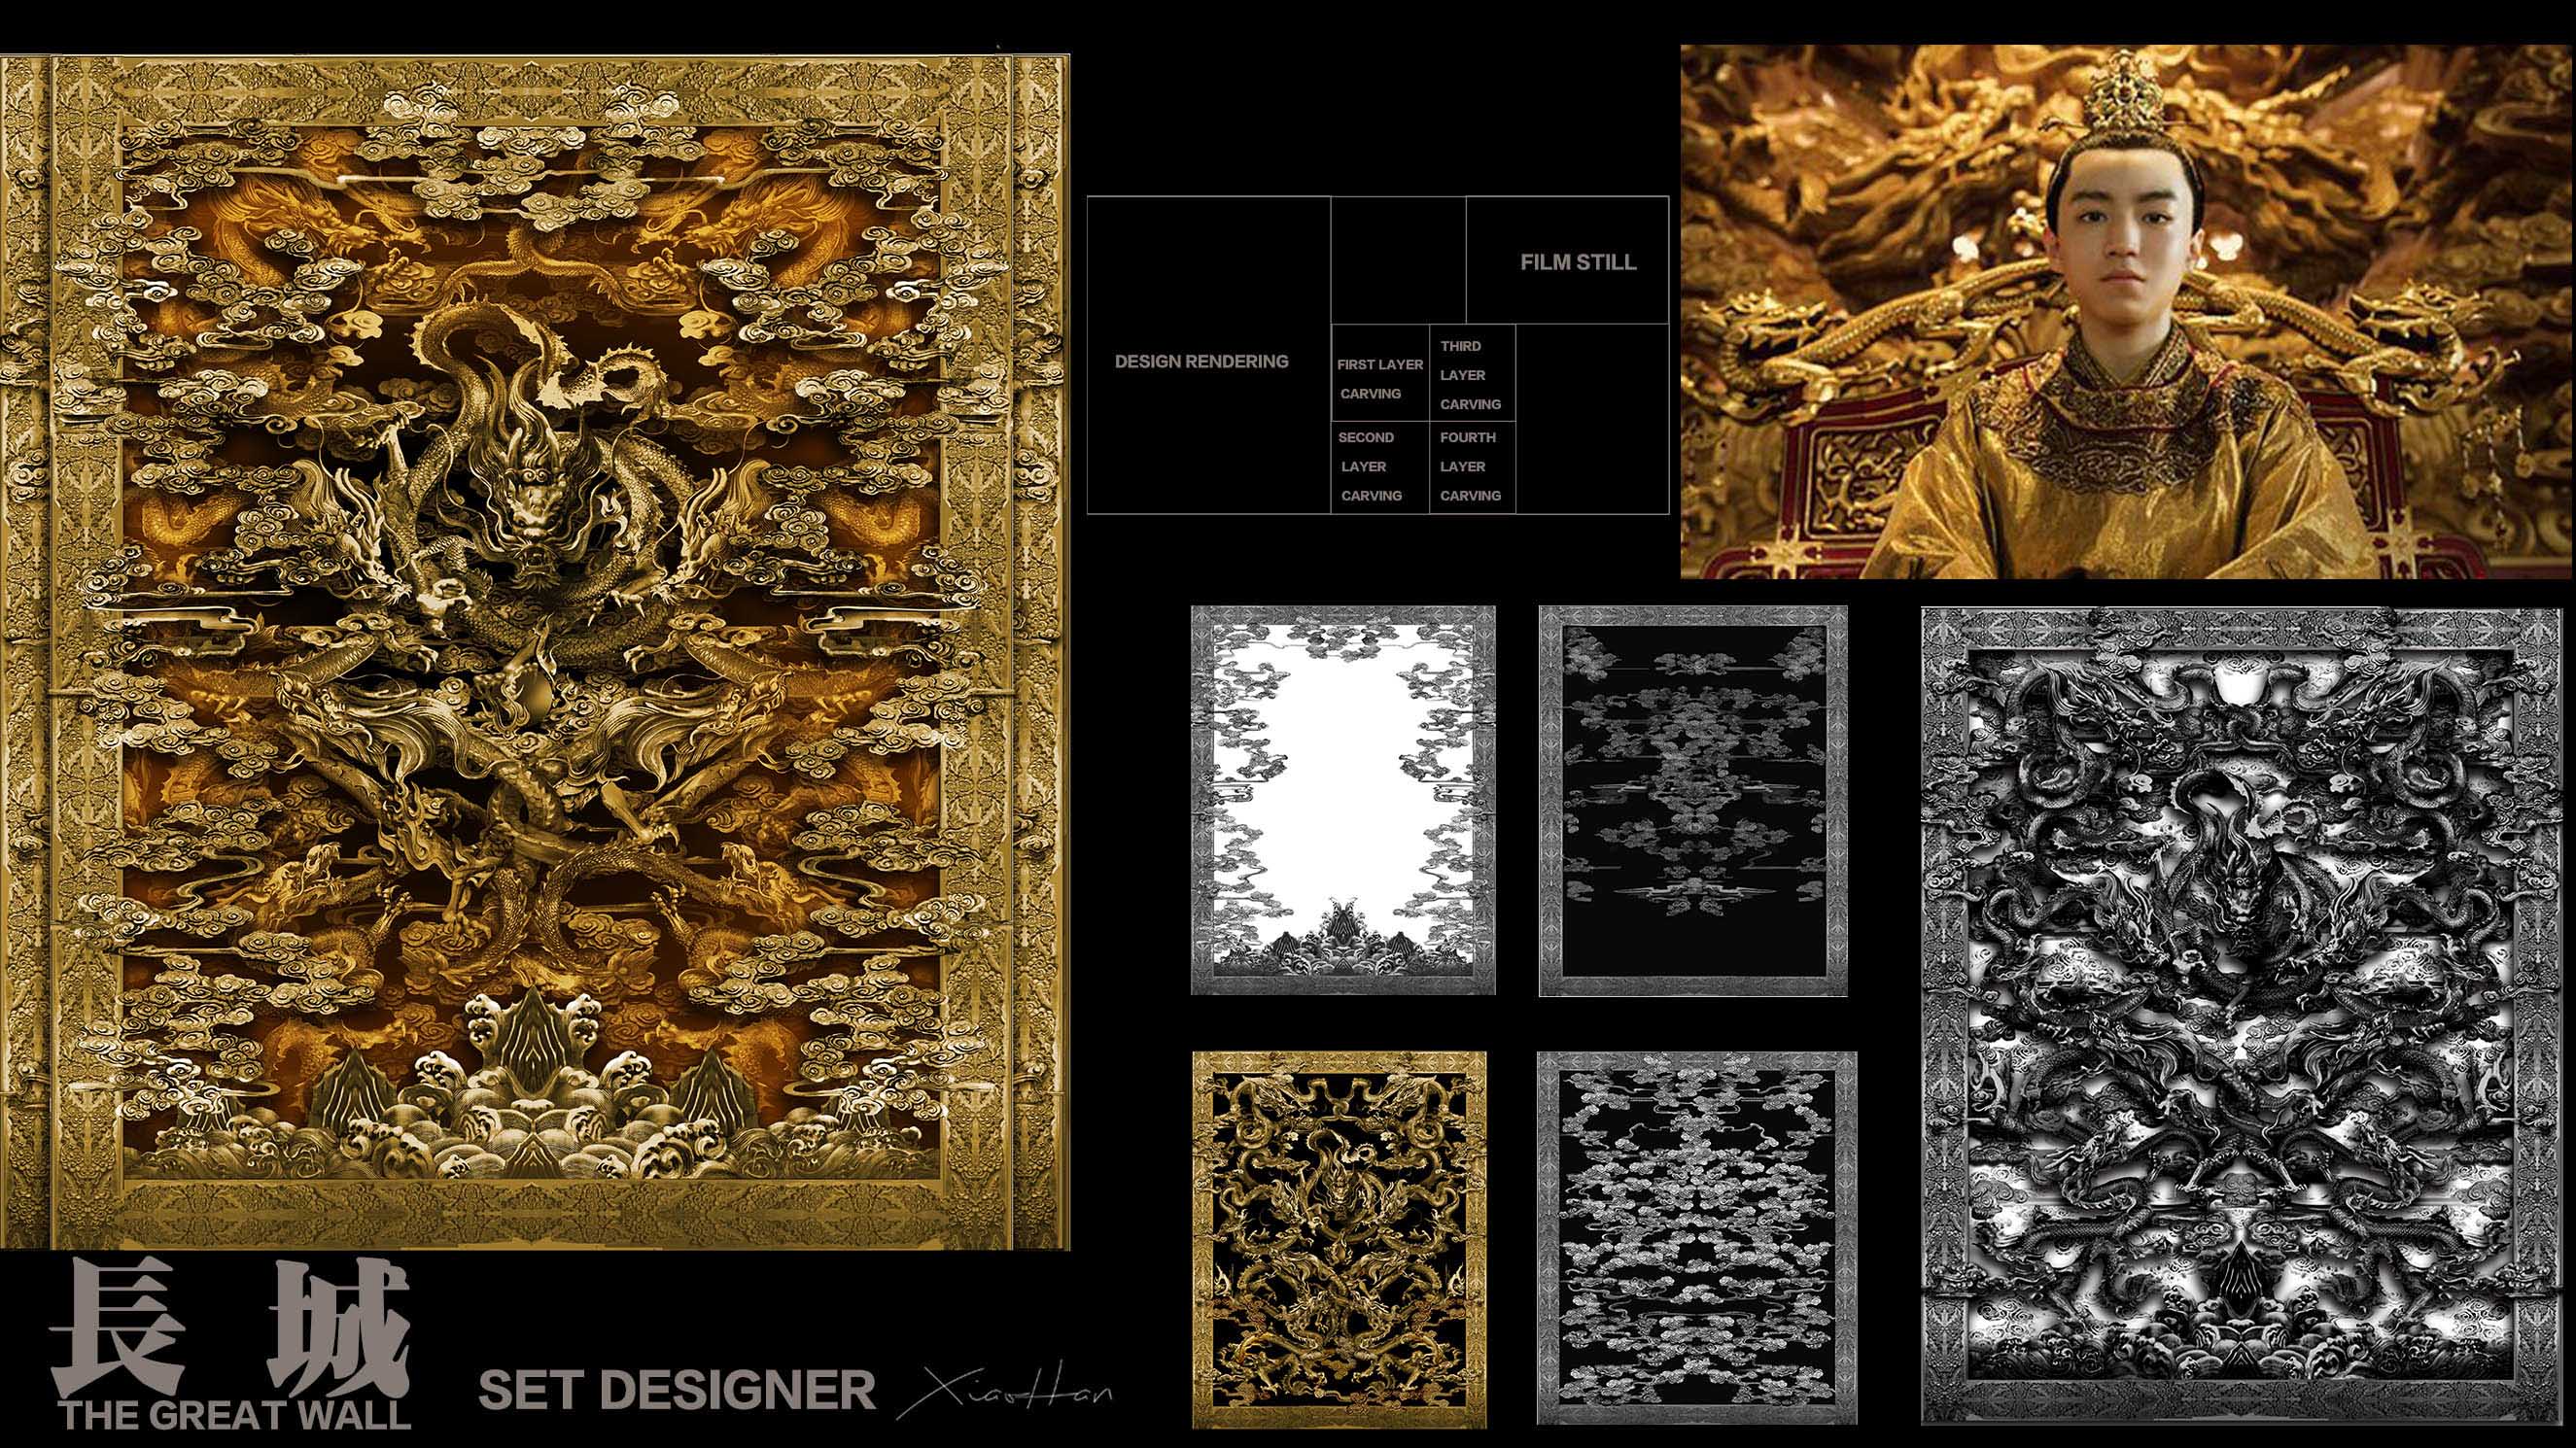 FILM STILL
DESIGN RENDERING
FIRST LAYER
CARVING
THIRD
LAYER
CARVING
SECOND
LAYER
CARVING
FOURTH
LAYER
CARVING
長城
THE GREAT WALL
SET DESIGNER
XiaoHan